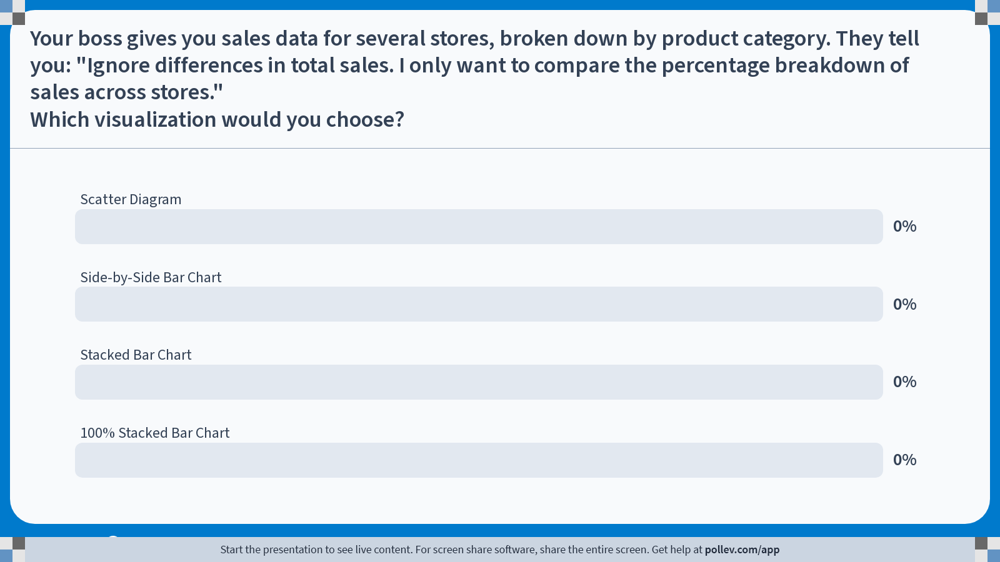 Your boss gives you sales data for several stores, broken down by product category. They tell
you: "Ignore differences in total sales. I only want to compare the percentage breakdown of
sales across stores."
Which visualization would you choose?
Scatter Diagram
0%
Side-by-Side Bar Chart
0%
Stacked Bar Chart
0%
100% Stacked Bar Chart
0%
Start the presentation to see live content. For screen share software, share the entire screen. Get help at pollev.com/app